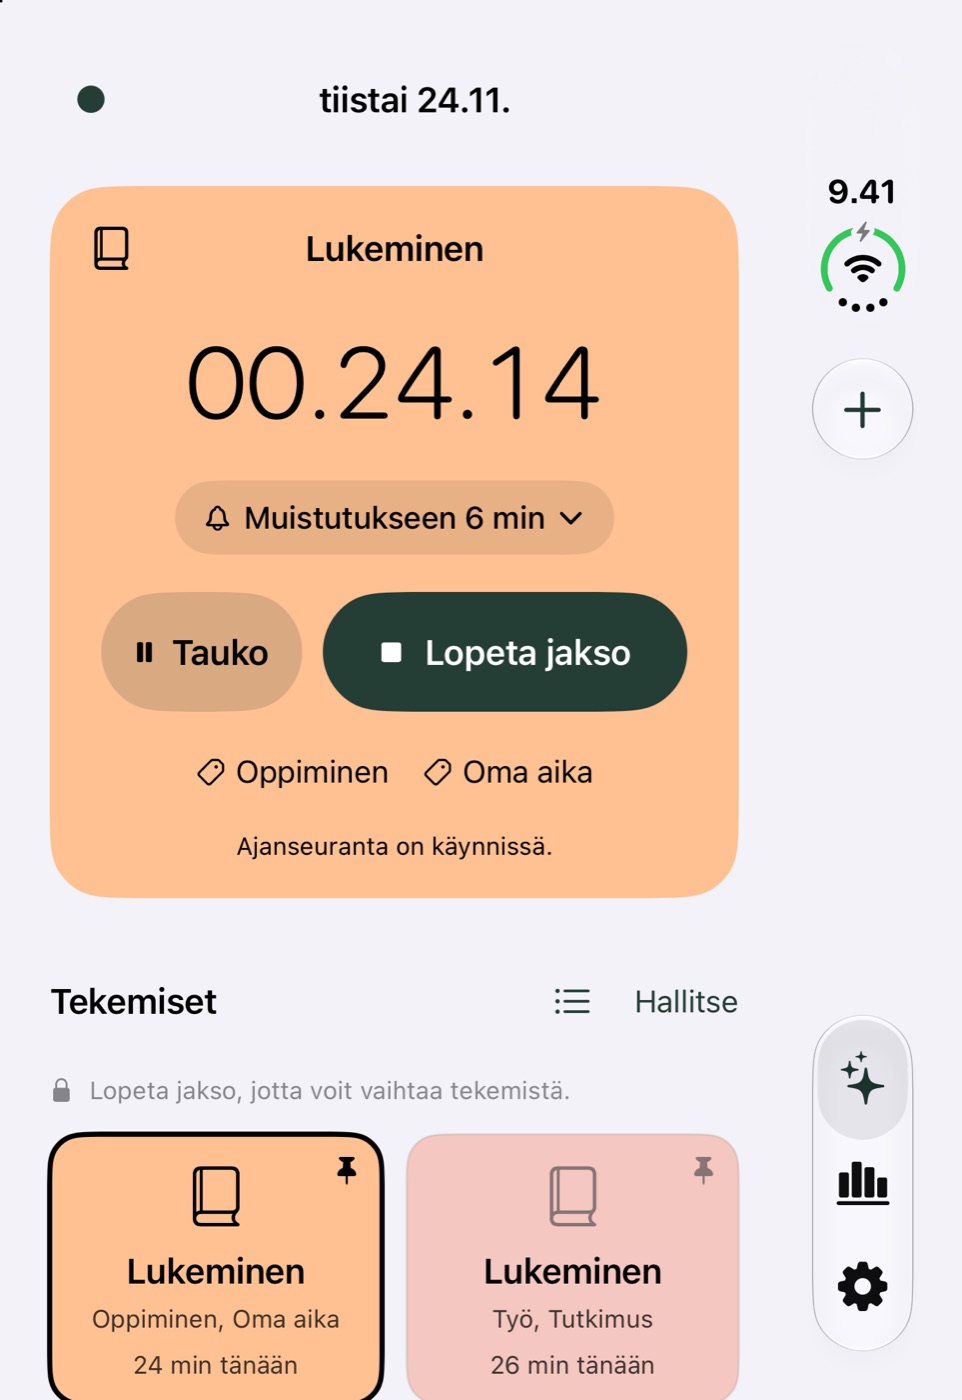 tiistai 24.11.
9.41
Lukeminen
00.24.14
Muistutukseen 6 min
Tauko
Lopeta jakso
Oppiminen
Oma aika
Ajanseuranta on käynnissä.
Tekemiset
Hallitse
Lopeta jakso, jotta voit vaihtaa tekemistä.
Lukeminen
Oppiminen, Oma aika
24 min tänään
Lukeminen
Työ, Tutkimus
26 min tänään